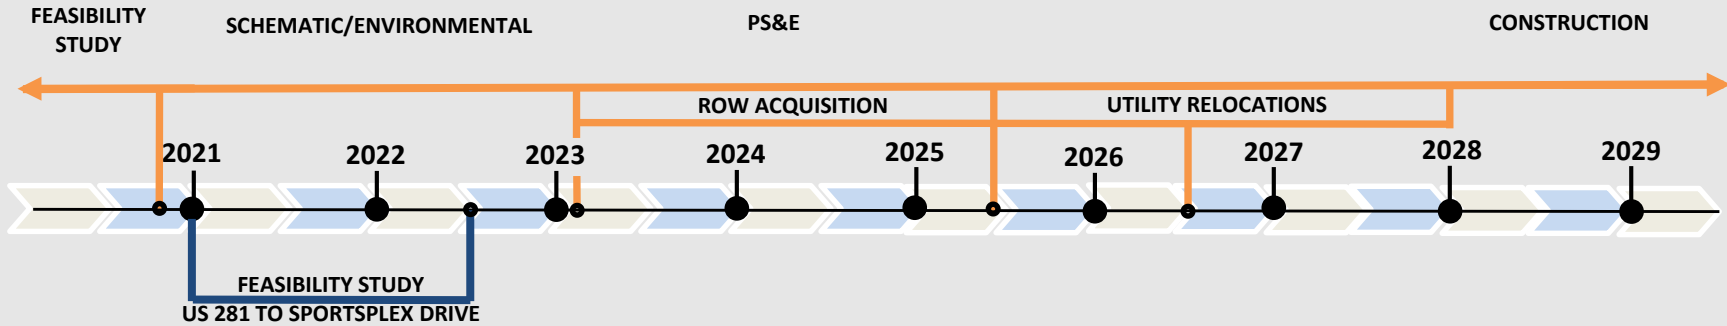 FEASIBILITY
STUDY
SCHEMATIC/ENVIRONMENTAL
PS&E
CONSTRUCTION
ROW ACQUISITION
UTILITY RELOCATIONS
2021
2022
2023
2024
2025
2026
2027
2028
2029
FEASIBILITY STUDY
US 281 TO SPORTSPLEX DRIVE